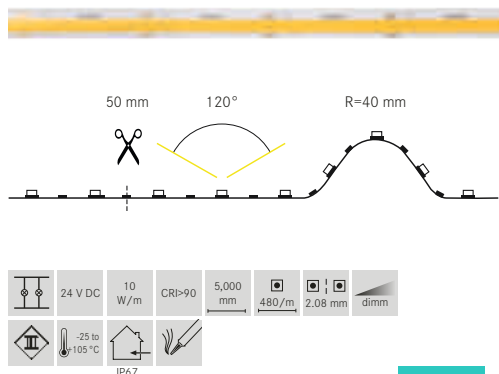 50 mm
120°
R=40 mm
24 V DC
10
W/m
CRI>90
5,000
mm
480/m
2.08 mm
dimm
III
-25 to
+105 °C
IP67